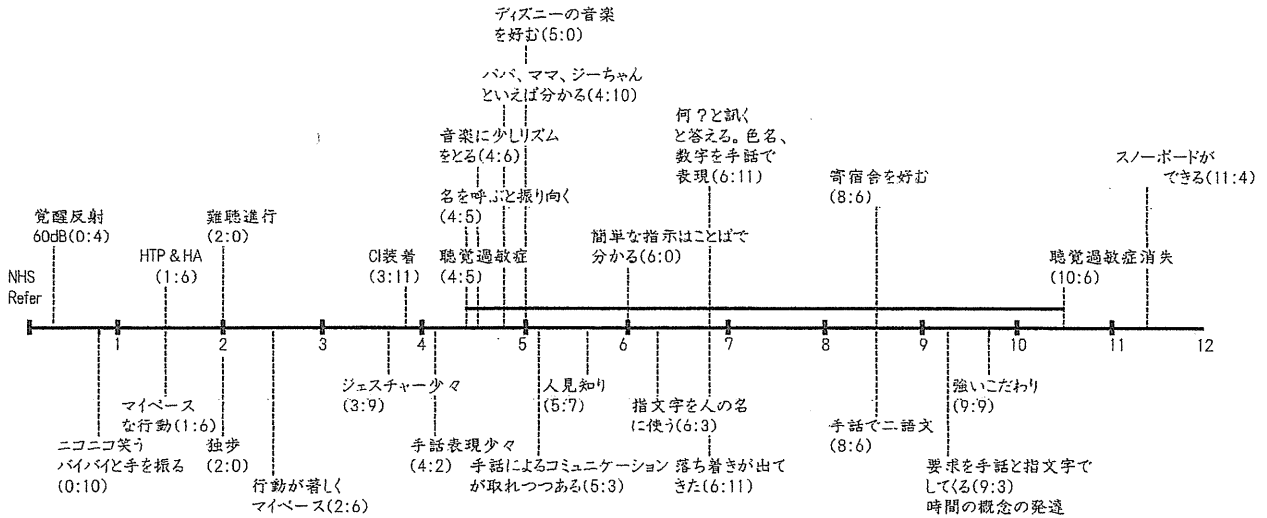 ディズニーの音楽
を好む(5:0)
パパ、ママ、ジーちゃん
といえば分かる(4:10)
音楽に少しリズム
をとる(4:6)
名を呼ぶと振り向く
(4:5)
何?と訊く
と答える。色名、
数字を手話で
表現(6:11)
寄宿舎を好む
(8:6)
スノーボードが
できる(11:4)
覚醒反射
60dB(0:4)
難聴進行
(2:0)
HTP & HA
(1:6)
CI装着
(3:11)
聴覚過敏症
(4:5)
簡単な指示はことばで
分かる(6:0)
聴覚過敏症消失
(10:6)
NHS
Refer
1 2 3 4 5 6 7 8 9 10 11 12
マイペース
な行動(1:6)
ニコニコ笑う
バイバイと手を振る
(0:10)
独歩
(2:0)
行動が著しく
マイペース(2:6)
ジェスチャー少々
(3:9)
手話表現少々
(4:2)
人見知り
(5:7)
手話によるコミュニケーション
が取れつつある(5:3)
指文字を人の名
に使う(6:3)
落ち着きが出て
きた(6:11)
手話で二語文
(8:6)
強いこだわり
(9:9)
要求を手話と指文字で
してくる(9:3)
時間の概念の発達